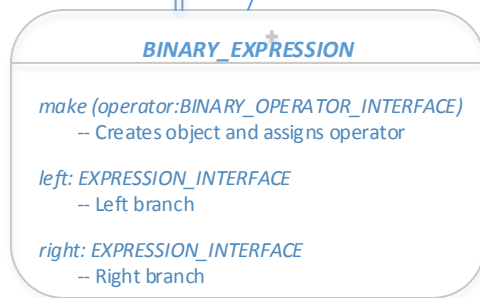 BINARY_EXPRESSION
make (operator:BINARY_OPERATOR_INTERFACE)
-- Creates object and assigns operator
left: EXPRESSION_INTERFACE
-- Left branch
right: EXPRESSION_INTERFACE
-- Right branch